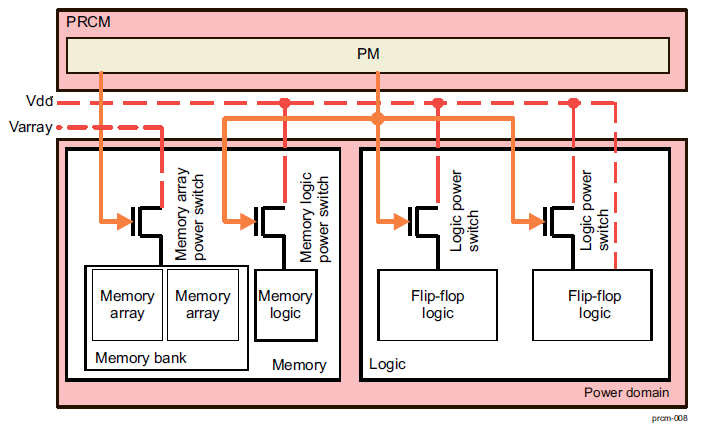 PRCM
PM
Vdd
Varray
Memory array
power switch
Memory logic
power switch
Logic power
switch
Logic power
switch
Memory
array
Memory
array
Memory
logic
Flip-flop
logic
Flip-flop
logic
Memory bank
Memory
Logic
Power domain
prcm-008